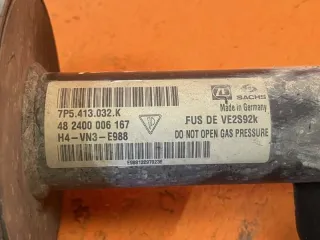 ZF SACHS
Made in Germany
7P5.413.032.K
48 2400 006 167
H4-VN3-E988
FUS DE VE2S92k
DO NOT OPEN GAS PRESSURE